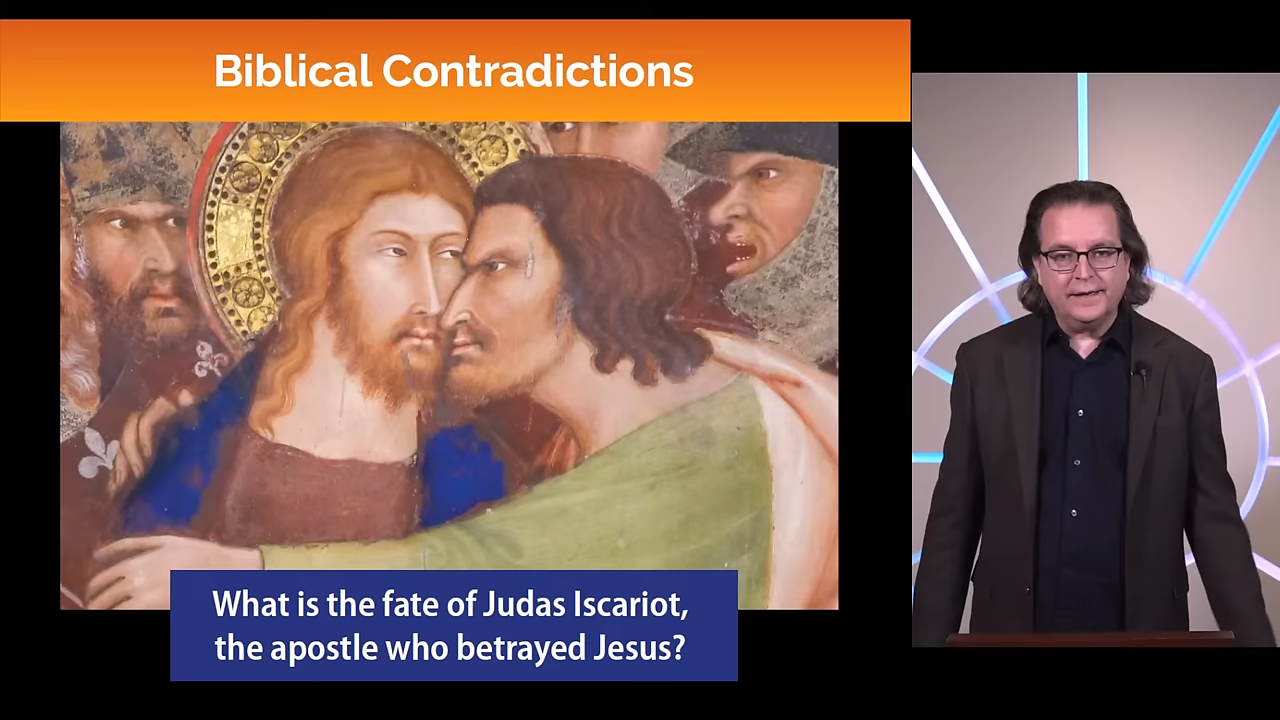 Biblical Contradictions
What is the fate of Judas Iscariot,
the apostle who betrayed Jesus?